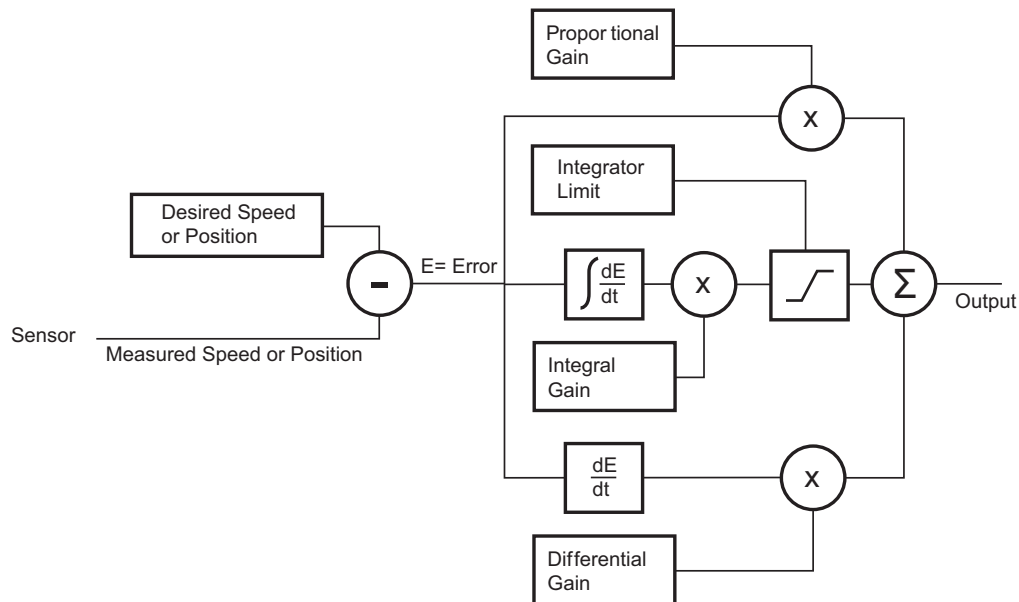 Propor tional
Gain
X
Integrator
Limit
Desired Speed
or Position
E= Error
-
∫ dE
dt
X
Σ
Output
Sensor
Measured Speed or Position
Integral
Gain
dE
dt
X
Differential
Gain